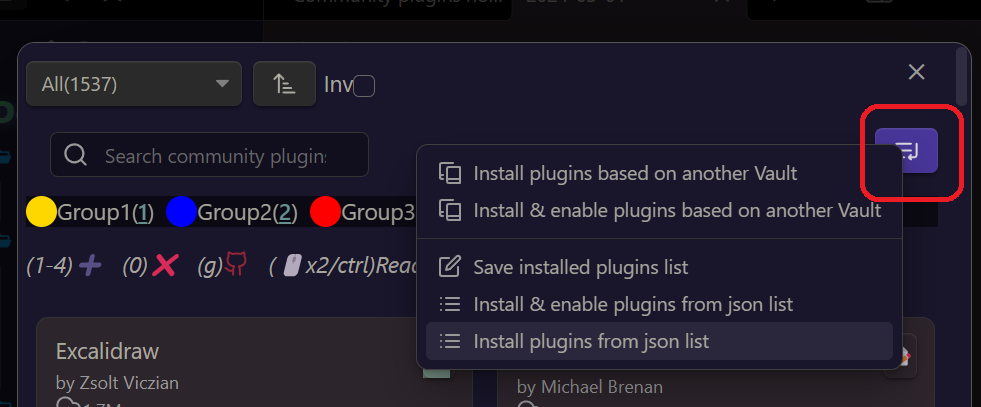 All(1537)
Inv
Search community plugins
Install plugins based on another Vault
Install & enable plugins based on another Vault
Group1(1) Group2(2) Group3
Save installed plugins list
(1-4) (0) (g) ( x2/ctrl)Read
Install & enable plugins from json list
Install plugins from json list
Excalidraw
by Zsolt Viczian
by Michael Brenan